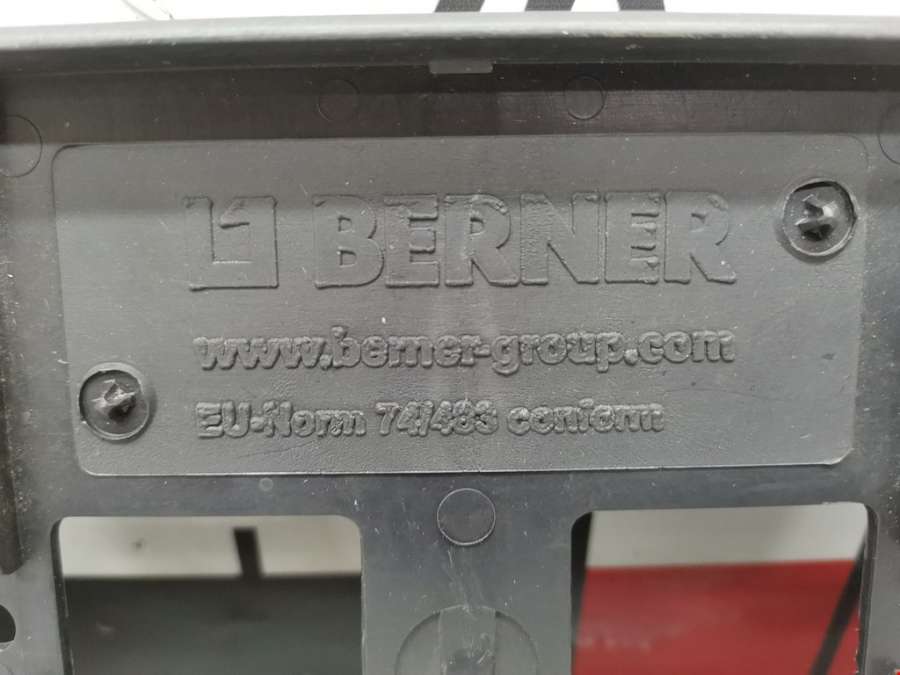 BERNER
www.berner-group.com
EU-Norm 74/483 conform